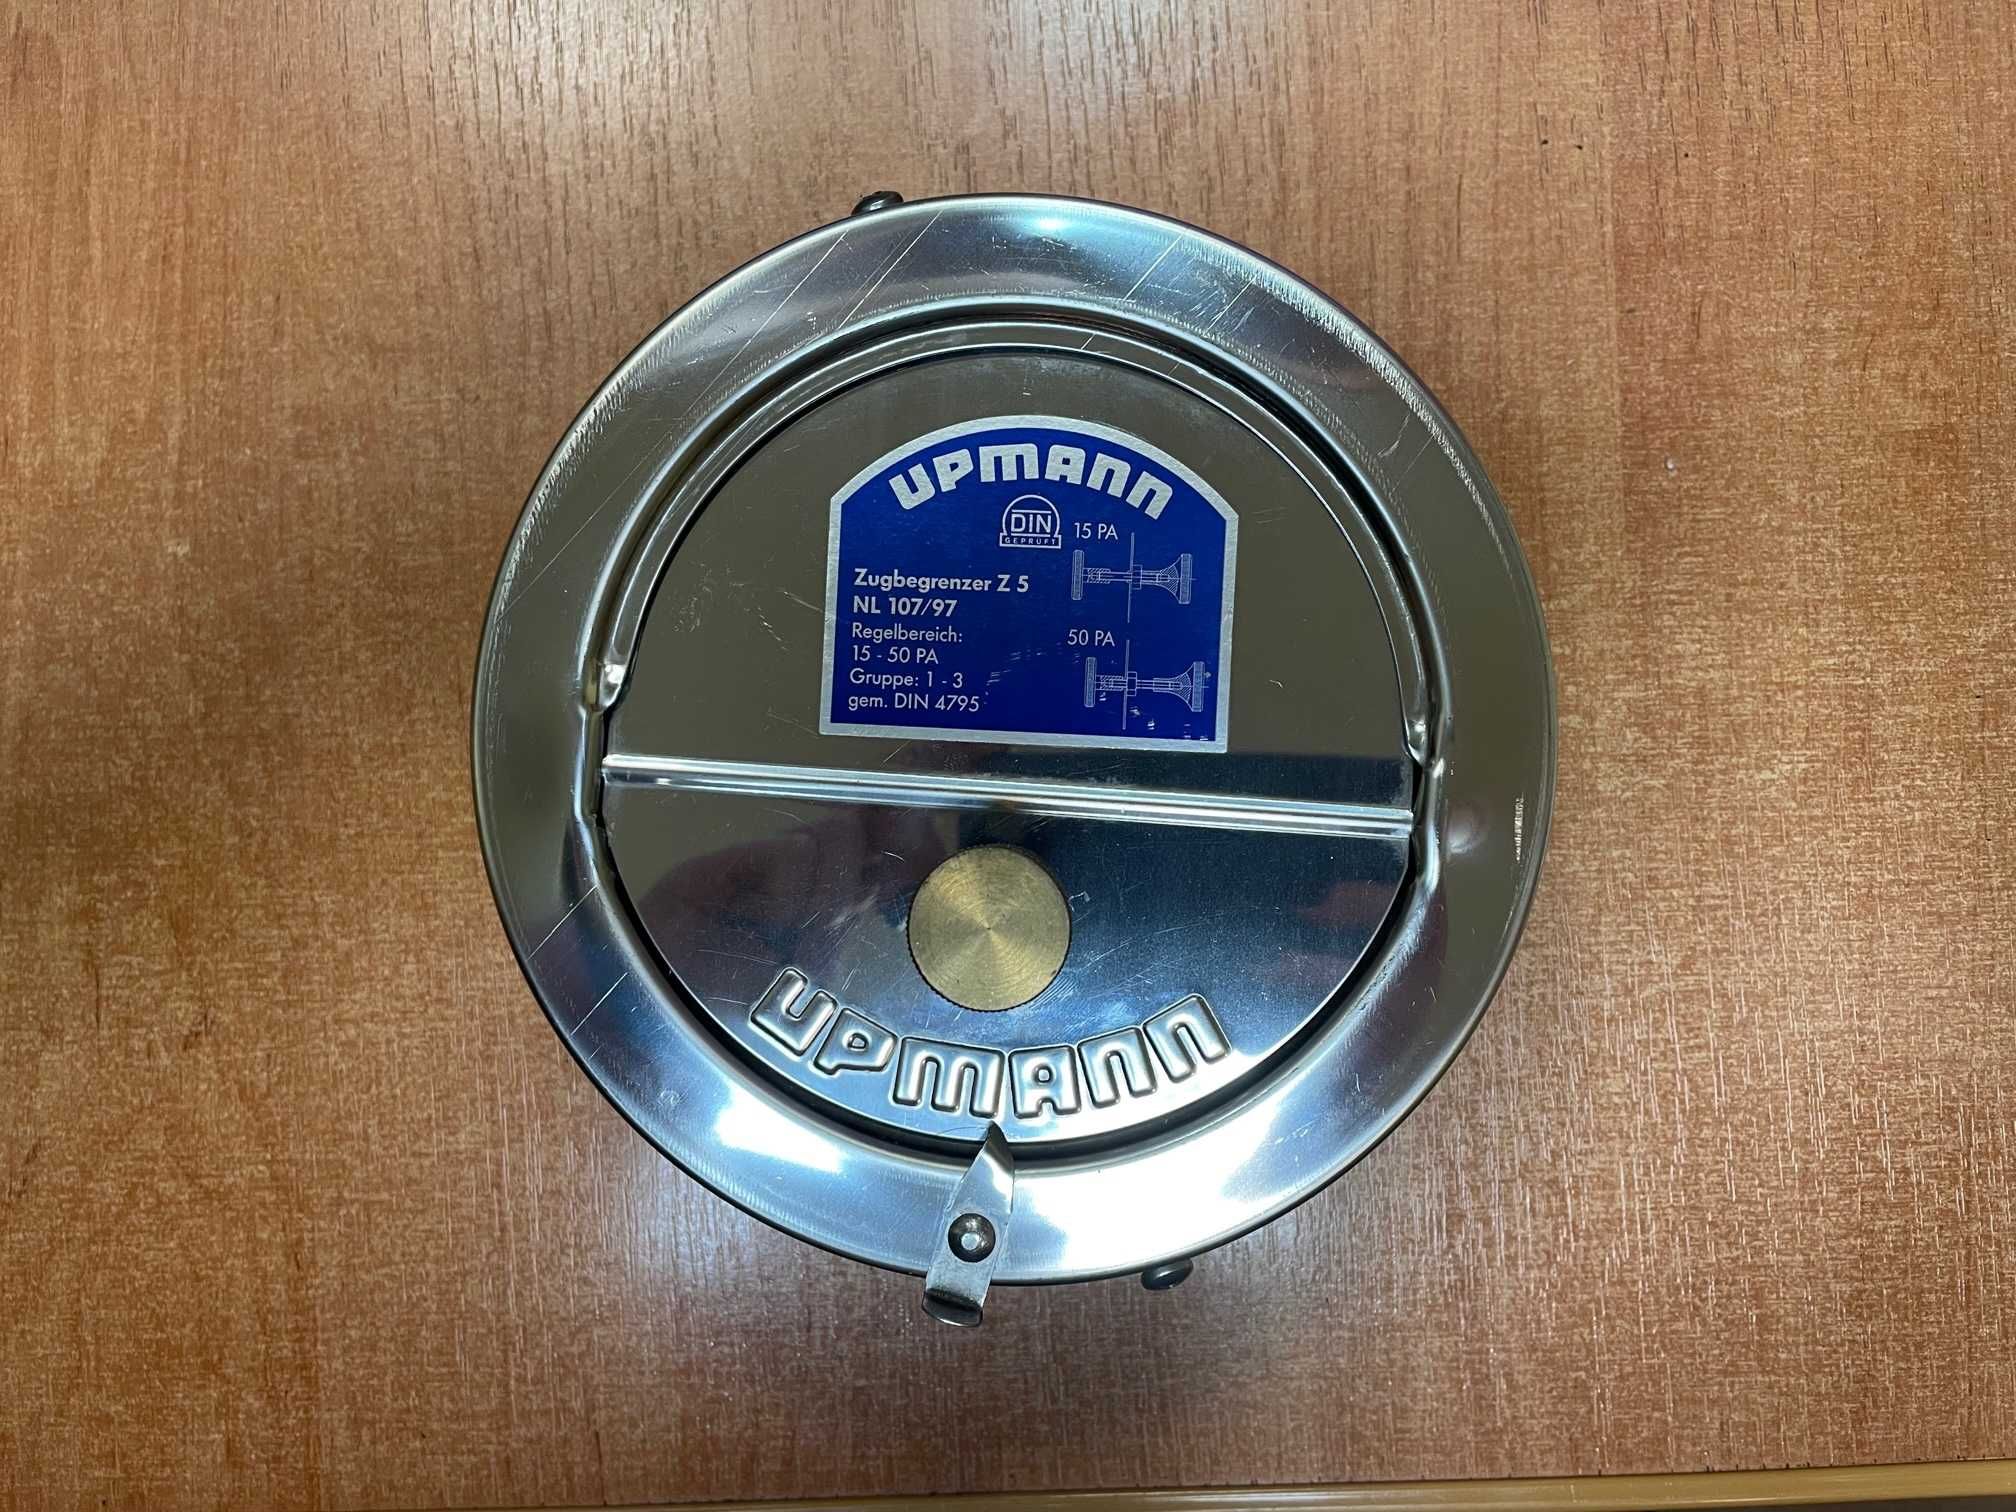 UPMANN
DIN
GEPRÜFT
15 PA
Zugbegrenzer Z 5
NL 107/97
Regelbereich:
15 - 50 PA
Gruppe: 1 - 3
gem. DIN 4795
50 PA
UPMANN